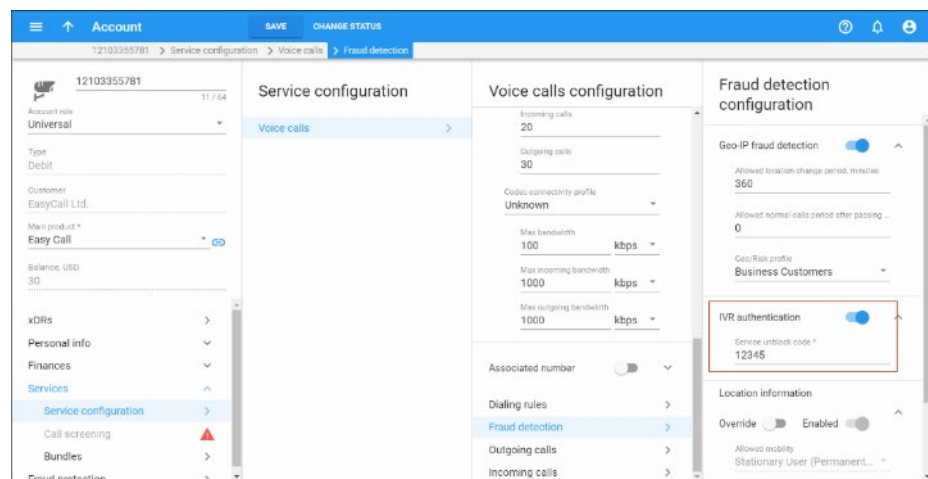 Account SAVE CHANGE STATUS
12103355781 > Service configuration > Voice calls > Fraud detection
12103355781
11 / 64
Account role
Universal
Type
Debit
Customer
EasyCall Ltd.
Main product *
Easy Call
Balance, USD
30
xDRs
Personal info
Finances
Services
Service configuration
Call screening
Bundles
Fraud protection
Service configuration
Voice calls
Voice calls configuration
Incoming calls
20
Outgoing calls
30
Codec connectivity profile
Unknown
Max bandwidth
100 kbps
Max incoming bandwidth
1000 kbps
Max outgoing bandwidth
1000 kbps
Associated number
Dialing rules
Fraud detection
Outgoing calls
Incoming calls
Fraud detection
configuration
Geo-IP fraud detection
Allowed location change period, minutes
360
Allowed normal calls period after passing ...
0
Geo/Risk profile
Business Customers
IVR authentication
Service unblock code *
12345
Location information
Override Enabled
Allowed mobility
Stationary User (Permanent...